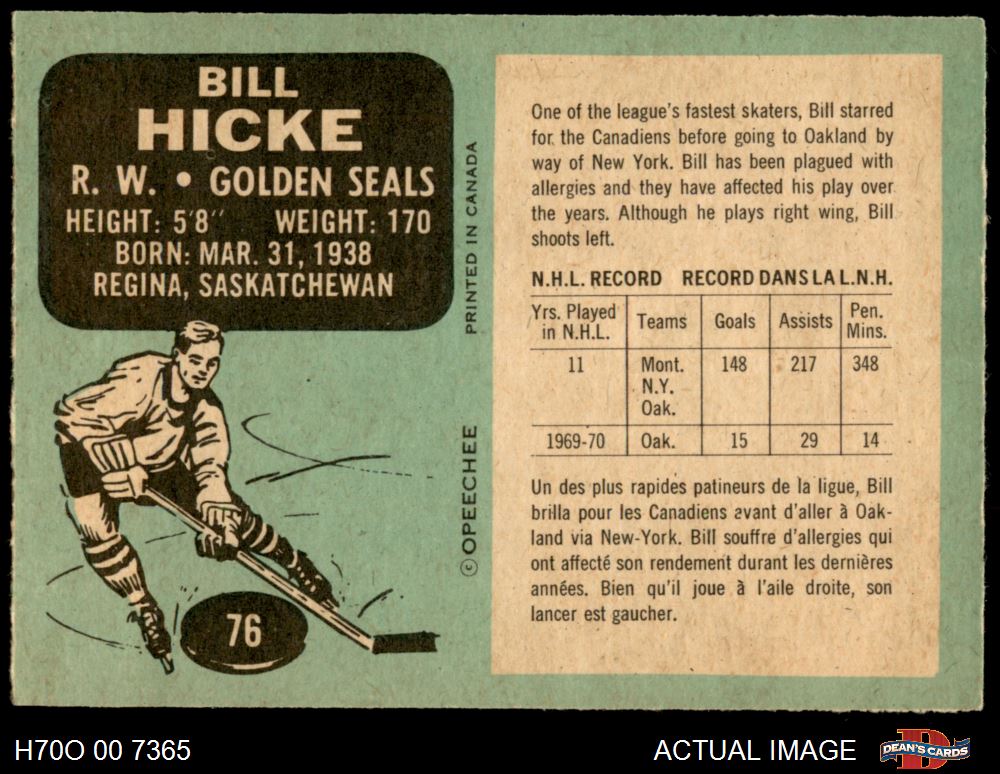 BILL
HICKE
R. W. • GOLDEN SEALS
HEIGHT: 5'8'' WEIGHT: 170
BORN: MAR. 31, 1938
REGINA, SASKATCHEWAN
PRINTED IN CANADA
© OPEECHEE
76
One of the league's fastest skaters, Bill starred
for the Canadiens before going to Oakland by
way of New York. Bill has been plagued with
allergies and they have affected his play over
the years. Although he plays right wing, Bill
shoots left.
N.H.L. RECORD RECORD DANS LA L.N.H.
Yrs. Played in N.H.L. Teams Goals Assists Pen. Mins.
11 Mont. N.Y. Oak. 148 217 348
1969-70 Oak. 15 29 14
Un des plus rapides patineurs de la ligue, Bill
brilla pour les Canadiens avant d'aller à Oak-
land via New-York. Bill souffre d'allergies qui
ont affecté son rendement durant les dernières
années. Bien qu'il joue à l'aile droite, son
lancer est gaucher.
H70O 00 7365
ACTUAL IMAGE
DEAN'S CARDS